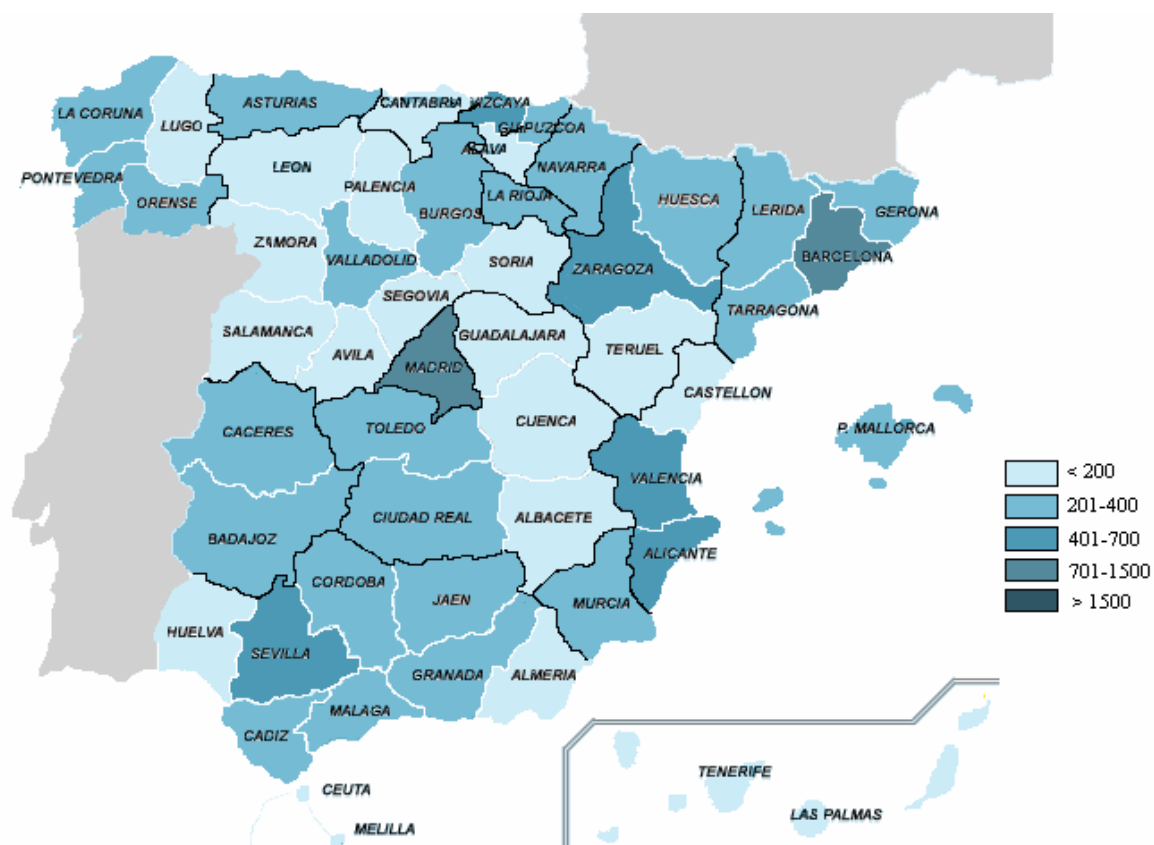 ASTURIAS
CANTABRIA
VIZCAYA
LA CORUNA
LUGO
GUIPUZCOA
ALAVA
LEON
NAVARRA
PONTEVEDRA
PALENCIA
ORENSE
LA RIOJA
HUESCA
BURGOS
LERIDA
GERONA
ZAMORA
VALLADOLID
SORIA
ZARAGOZA
BARCELONA
SEGOVIA
TARRAGONA
SALAMANCA
GUADALAJARA
AVILA
TERUEL
MADRID
CASTELLON
CACERES
TOLEDO
CUENCA
P. MALLORCA
VALENCIA
< 200
201-400
401-700
701-1500
> 1500
CIUDAD REAL
ALBACETE
BADAJOZ
ALICANTE
CORDOBA
JAEN
MURCIA
HUELVA
SEVILLA
GRANADA
ALMERIA
MALAGA
CADIZ
TENERIFE
CEUTA
LAS PALMAS
MELILLA